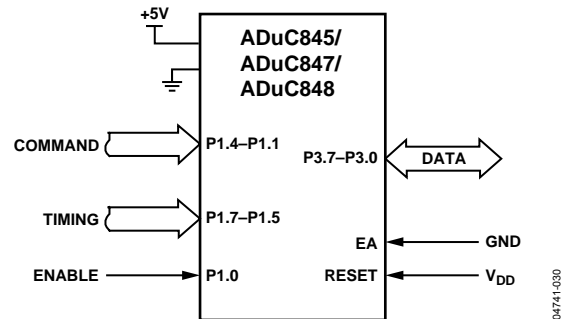 +5V
ADuC845/
ADuC847/
ADuC848
COMMAND
P1.4–P1.1
P3.7–P3.0
DATA
TIMING
P1.7–P1.5
EA
GND
ENABLE
P1.0
RESET
VDD
04741-030